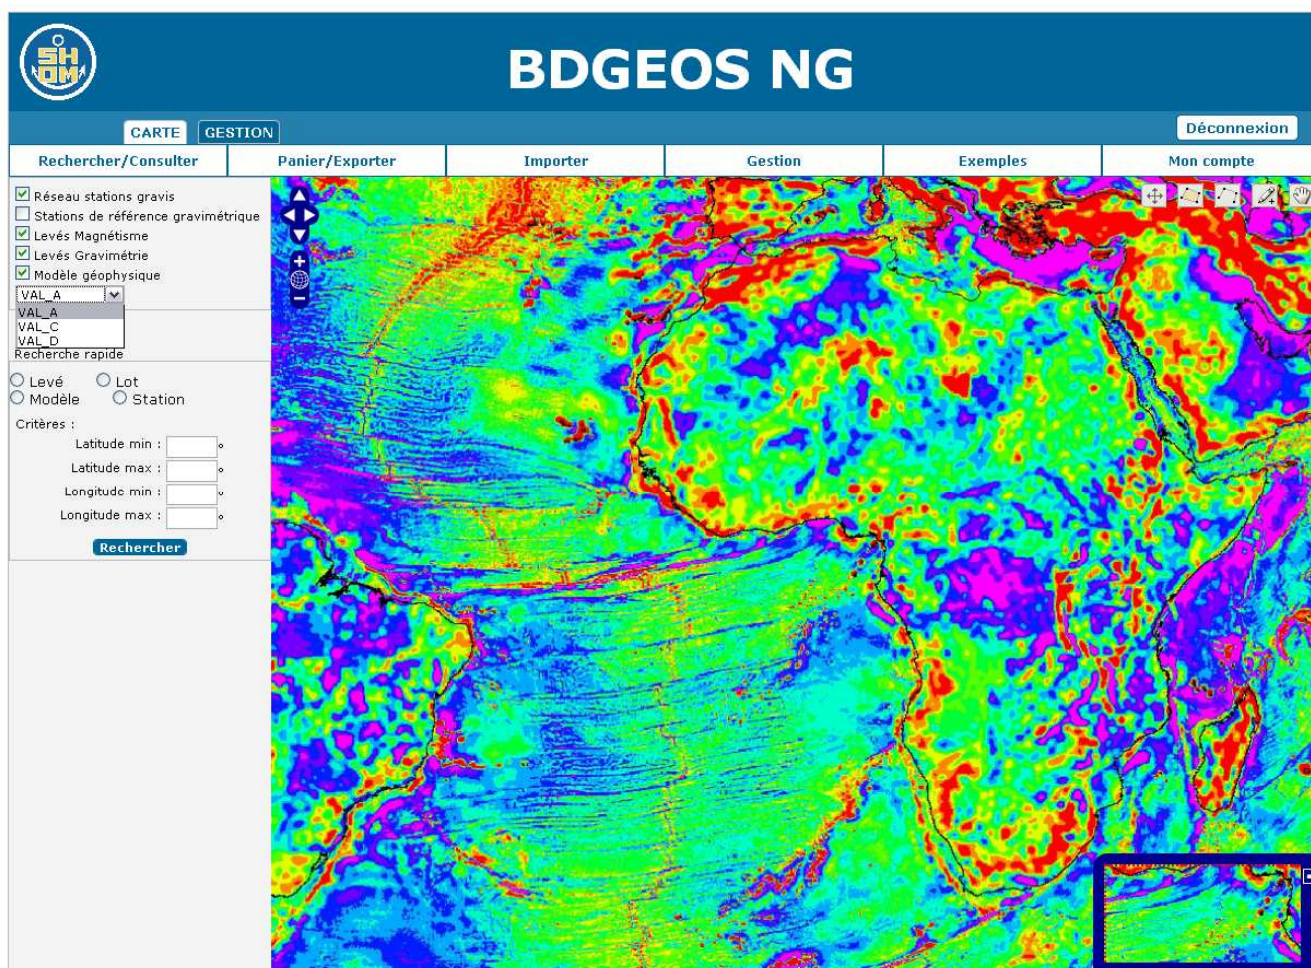 SHOM
BDGEOS NG
CARTE GESTION Déconnexion
Rechercher/Consulter Panier/Exporter Importer Gestion Exemples Mon compte
Réseau stations gravis
Stations de référence gravimétrique
Levés Magnétisme
Levés Gravimétrie
Modèle géophysique
VAL_A
VAL_A
VAL_C
VAL_D
Recherche rapide
Levé Lot
Modèle Station
Critères :
Latitude min : °
Latitude max : °
Longitude min : °
Longitude max : °
Rechercher